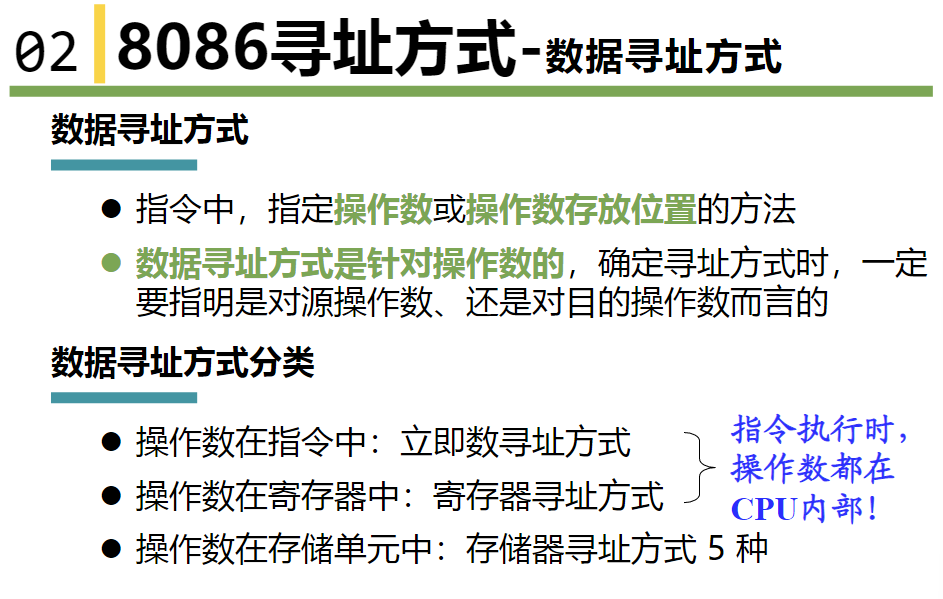 02 8086寻址方式-数据寻址方式
数据寻址方式
● 指令中，指定操作数或操作数存放位置的方法
● 数据寻址方式是针对操作数的，确定寻址方式时，一定
要指明是对源操作数、还是对目的操作数而言的
数据寻址方式分类
● 操作数在指令中：立即数寻址方式
● 操作数在寄存器中：寄存器寻址方式
● 操作数在存储单元中：存储器寻址方式 5 种
指令执行时，
操作数都在
CPU内部！